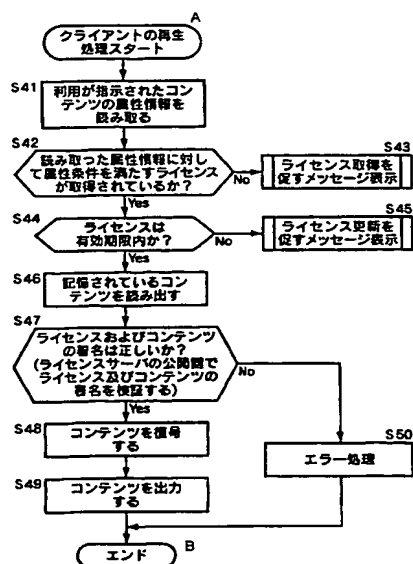 A
クライアントの再生
処理スタート
S41
利用が指示されたコン
テンツの属性情報を
読み取る
S42
読み取った属性情報に対して
属性条件を満たすライセンス
が取得されているか?
No
S43
ライセンス取得を
促すメッセージ表示
Yes
S44
ライセンスは
有効期限内か?
No
S45
ライセンス更新を
促すメッセージ表示
Yes
S46
記憶されているコン
テンツを読み出す
S47
ライセンスおよびコンテンツ
の署名は正しいか?
(ライセンスサーバの公開鍵で
ライセンス及びコンテンツの
署名を検証する)
No
Yes
S48
コンテンツを復号
する
S50
エラー処理
S49
コンテンツを出力
する
エンド
B